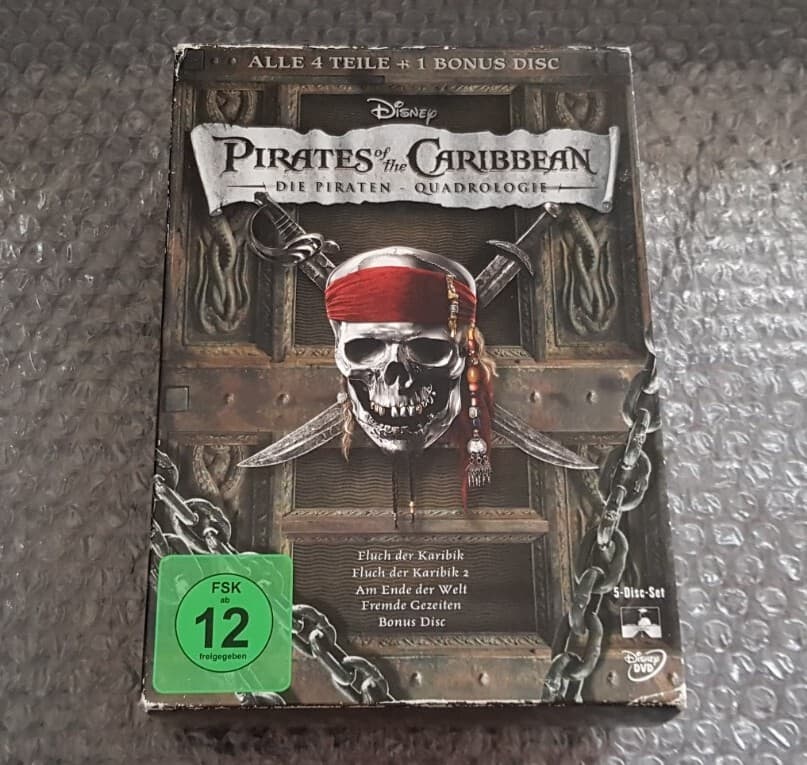 ALLE 4 TEILE + 1 BONUS DISC
Disney
PIRATES of the CARIBBEAN
DIE PIRATEN - QUADROLOGIE
Fluch der Karibik
Fluch der Karibik 2
Am Ende der Welt
Fremde Gezeiten
Bonus Disc
5-Disc-Set
FSK
ab
12
freigegeben
Disney
DVD